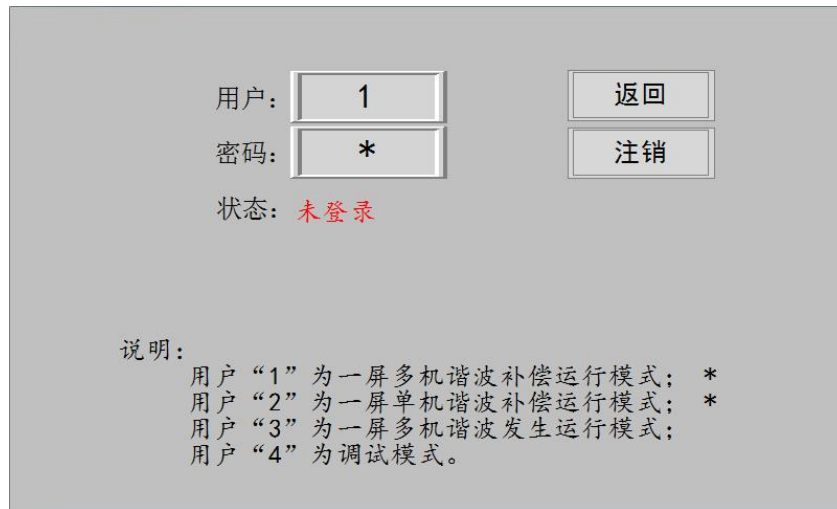 用户： 1 返回
密码： * 注销
状态：未登录
说明：
用户“1”为一屏多机谐波补偿运行模式； *
用户“2”为一屏单机谐波补偿运行模式； *
用户“3”为一屏多机谐波发生运行模式；
用户“4”为调试模式。